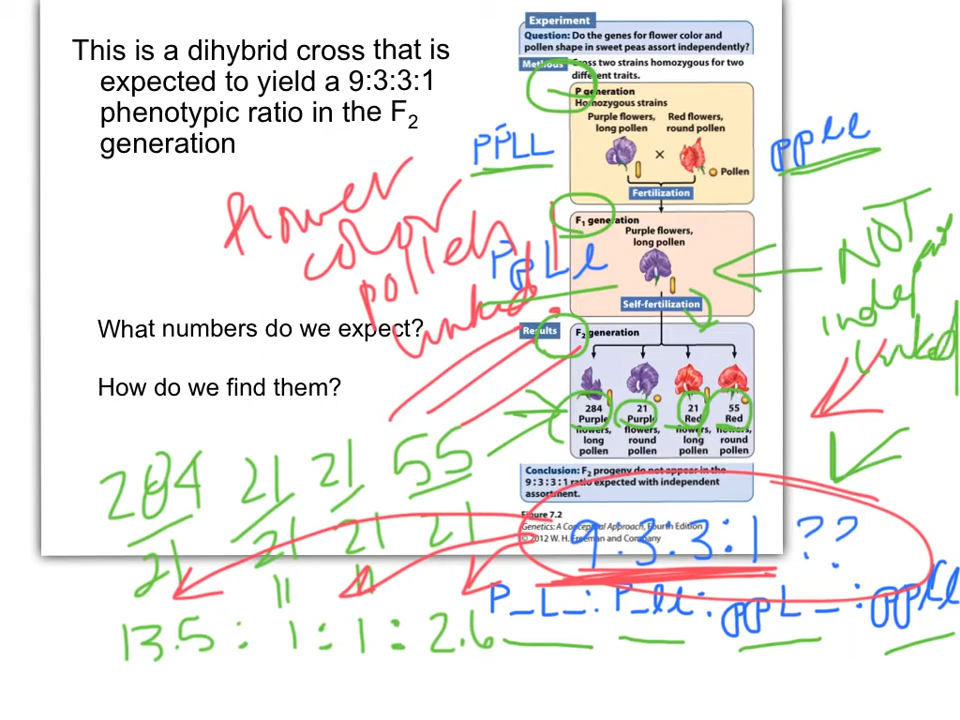 This is a dihybrid cross that is
expected to yield a 9:3:3:1
phenotypic ratio in the F2
generation
What numbers do we expect?
How do we find them?
Experiment
Question: Do the genes for flower color and
pollen shape in sweet peas assort independently?
Methods
Cross two strains homozygous for two
different traits.
P generation
Homozygous strains
Purple flowers,
long pollen
Red flowers,
round pollen
×
Pollen
Fertilization
PPLL
ppll
F1 generation
Purple flowers,
long pollen
PpLl
Self-fertilization
Results
F2 generation
284
Purple
flowers,
long
pollen
21
Purple
flowers,
round
pollen
21
Red
flowers,
long
pollen
55
Red
flowers,
round
pollen
Conclusion: F2 progeny do not appear in the
9:3:3:1 ratio expected with independent
assortment.
Figure 7.2
Genetics: A Conceptual Approach, Fourth Edition
© 2012 W. H. Freeman and Company
flower
color
pollen
linked
NOT
linked
284 21 21 55
21 21 21 21
13.5 : 1 : 1 : 2.6
9:3:3:1 ??
P_L_: P_ll: ppL_: ppll